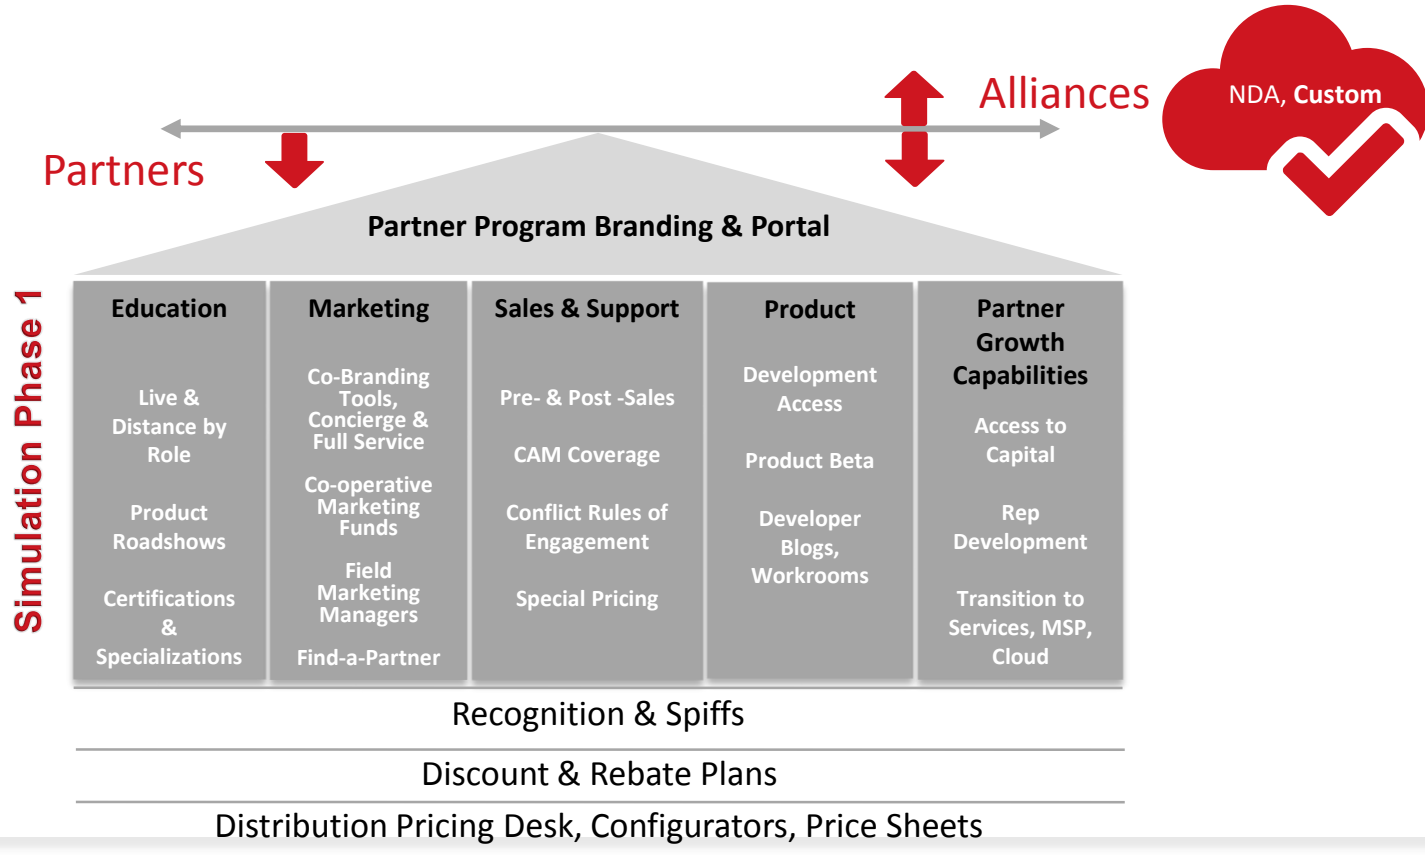 Alliances
NDA, Custom
Partners
Partner Program Branding & Portal
Simulation Phase 1
Education
Live &
Distance by
Role
Product
Roadshows
Certifications
&
Specializations
Marketing
Co-Branding
Tools,
Concierge &
Full Service
Co-operative
Marketing
Funds
Field
Marketing
Managers
Find-a-Partner
Sales & Support
Pre- & Post -Sales
CAM Coverage
Conflict Rules of
Engagement
Special Pricing
Product
Development
Access
Product Beta
Developer
Blogs,
Workrooms
Partner
Growth
Capabilities
Access to
Capital
Rep
Development
Transition to
Services, MSP,
Cloud
Recognition & Spiffs
Discount & Rebate Plans
Distribution Pricing Desk, Configurators, Price Sheets